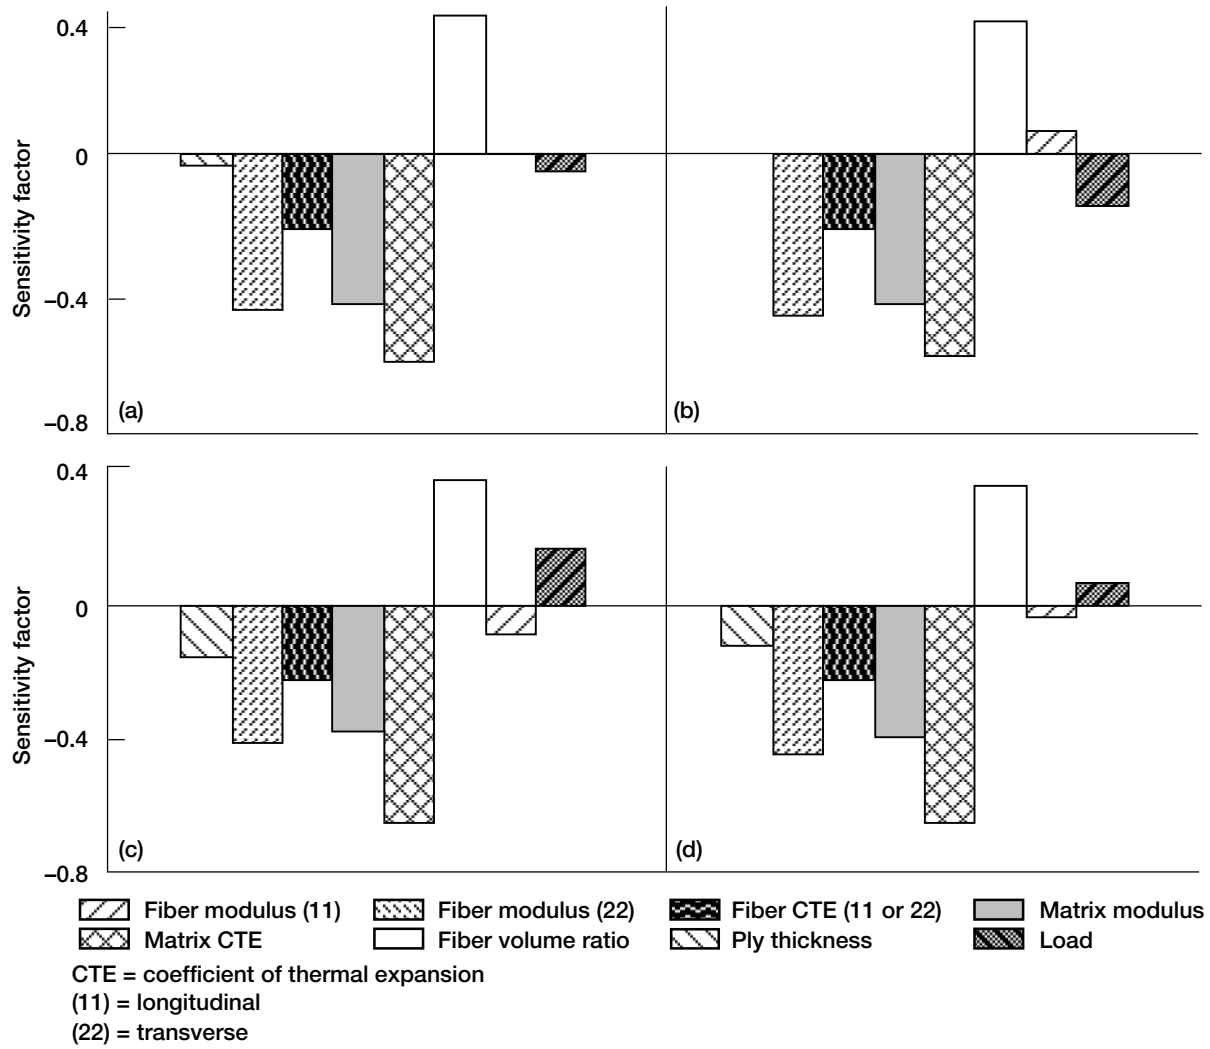 0.4
0
−0.4
−0.8
Sensitivity factor
(a)
(b)
0.4
0
−0.4
−0.8
Sensitivity factor
(c)
(d)
Fiber modulus (11) Fiber modulus (22) Fiber CTE (11 or 22) Matrix modulus
Matrix CTE Fiber volume ratio Ply thickness Load
CTE = coefficient of thermal expansion
(11) = longitudinal
(22) = transverse